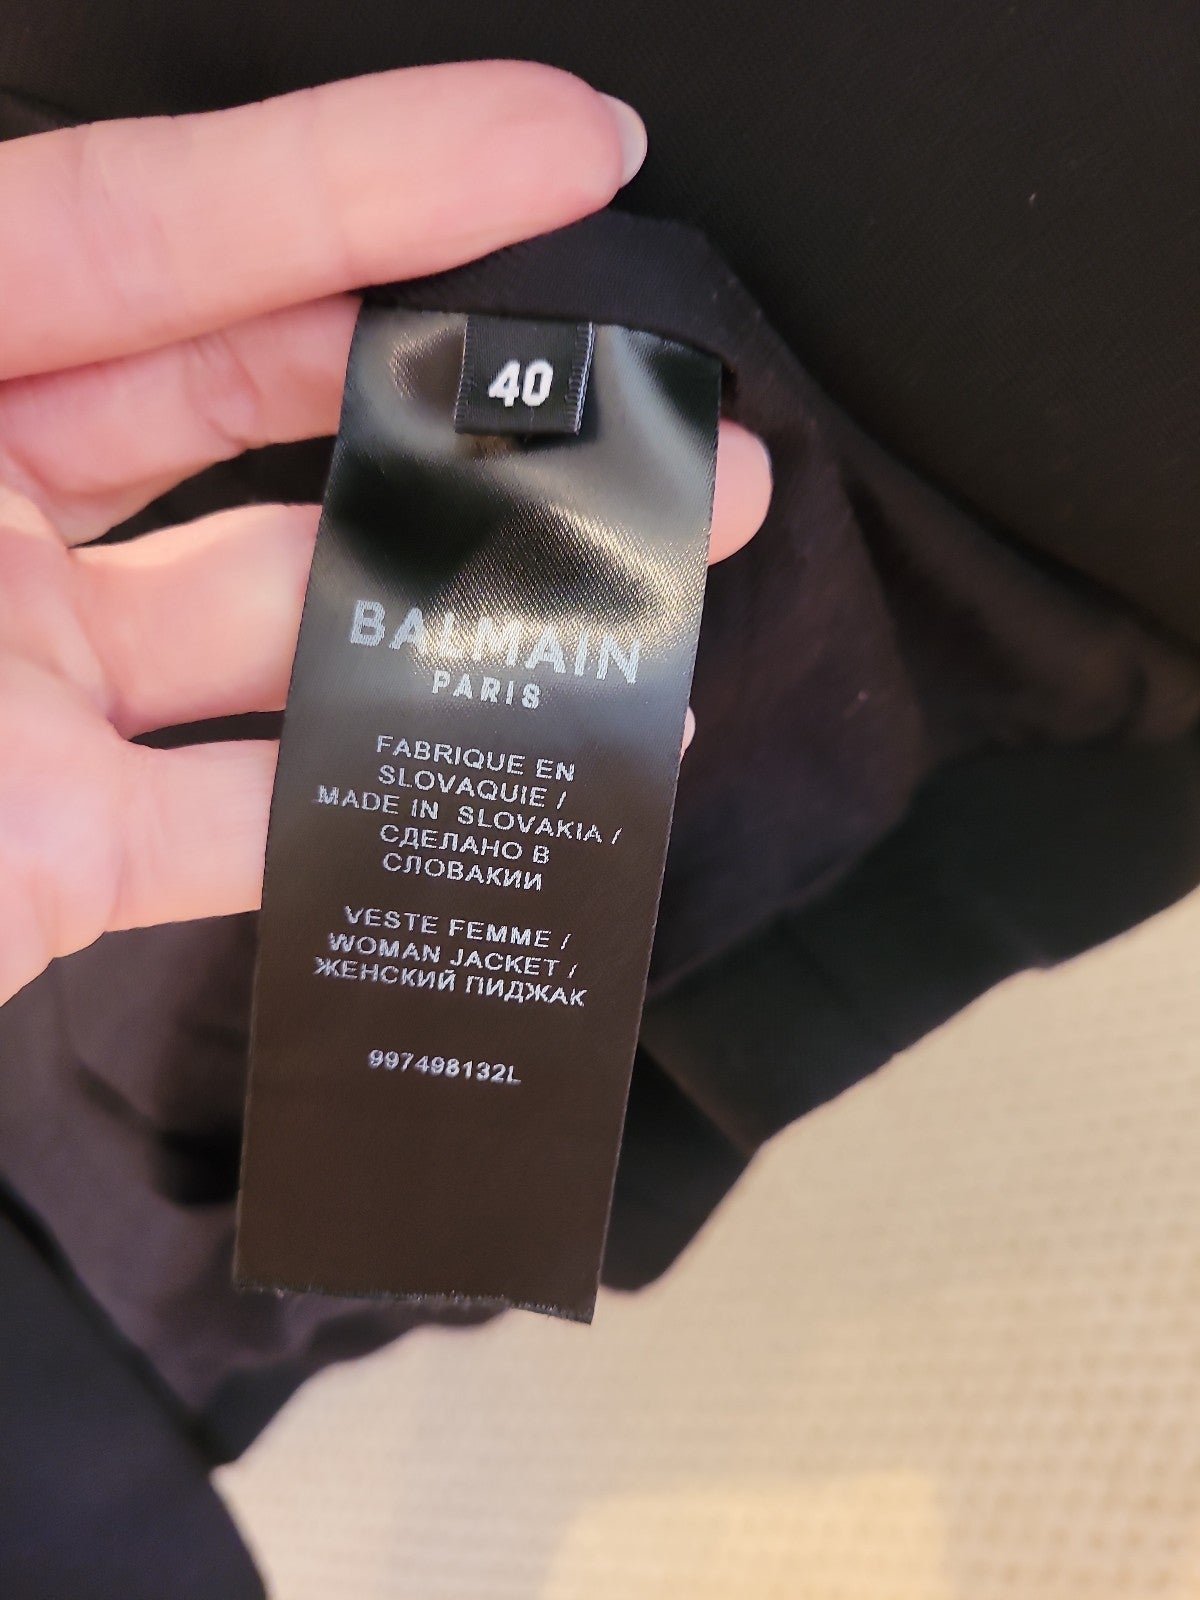 40
BALMAIN
PARIS
FABRIQUE EN
SLOVAQUIE /
MADE IN SLOVAKIA /
СДЕЛАНО В
СЛОВАКИИ
VESTE FEMME /
WOMAN JACKET /
ЖЕНСКИЙ ПИДЖАК
997498132L